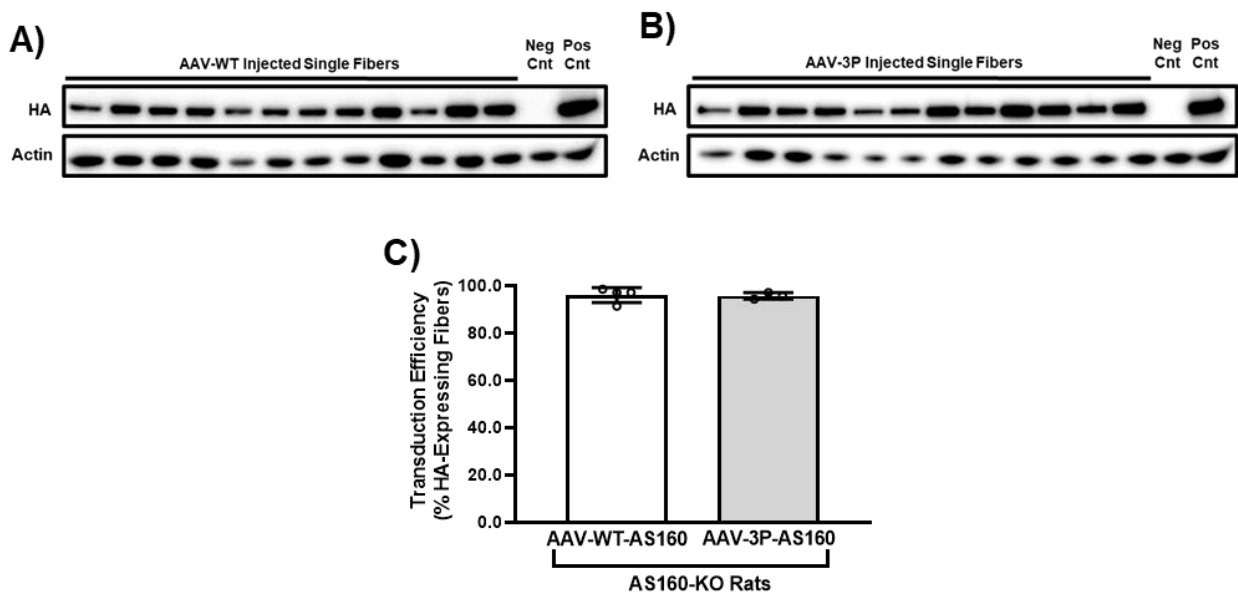 A)
AAV-WT Injected Single Fibers
Neg
Cnt
Pos
Cnt
HA
Actin
B)
AAV-3P Injected Single Fibers
Neg
Cnt
Pos
Cnt
HA
Actin
C)
Transduction Efficiency
(% HA-Expressing Fibers)
100.0
80.0
60.0
40.0
20.0
0.0
AAV-WT-AS160
AAV-3P-AS160
AS160-KO Rats